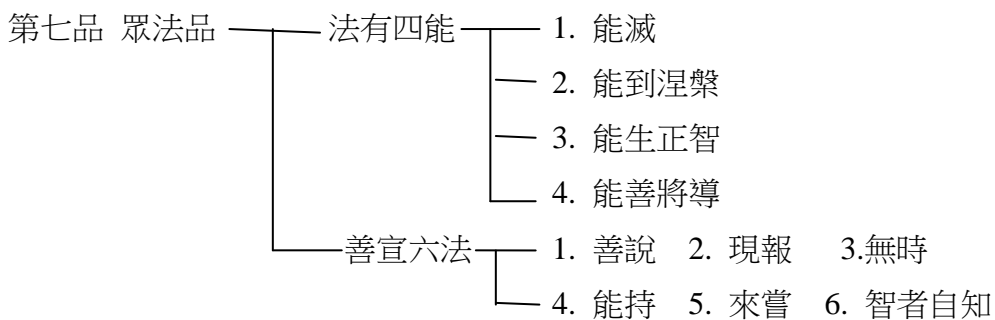 第七品 眾法品 法有四能 1. 能滅
2. 能到涅槃
3. 能生正智
4. 能善將導
善宣六法 1. 善說 2. 現報 3.無時
4. 能持 5. 來嘗 6. 智者自知